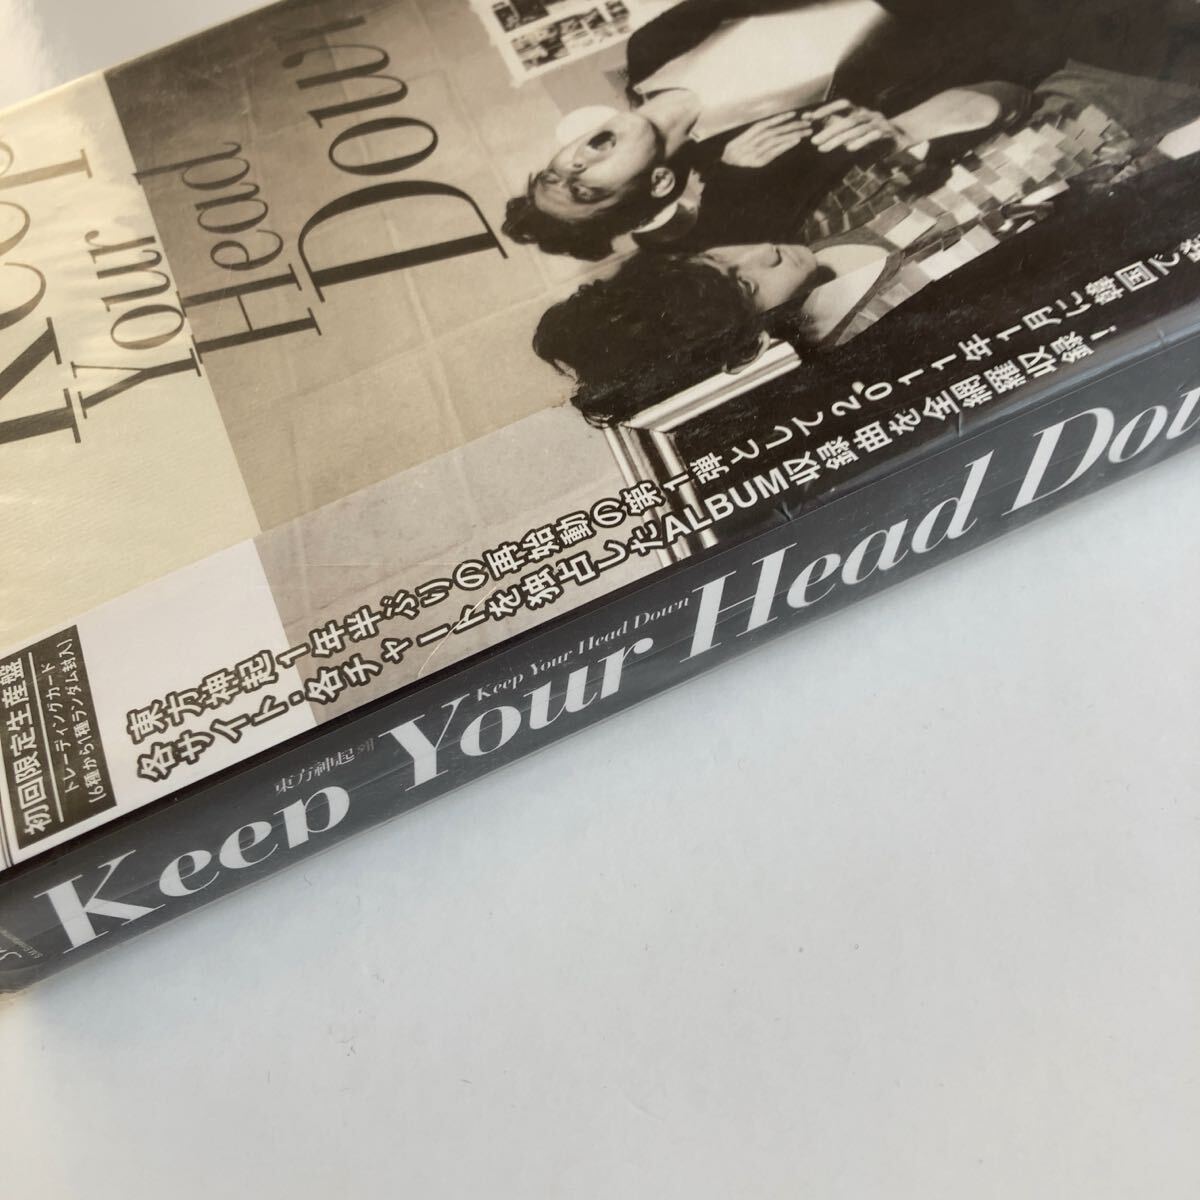 Your
Head
Down
東方神起1年半ぶりの再始動の第1弾として2011年1月に韓国で
各サイト・各チャートを独占したALBUM収録曲を全網羅収録！
初回限定生産盤
トレーディングカード
(6種から1種ランダム封入)
東方神起
Keep Your Head Down
Keep Your Head